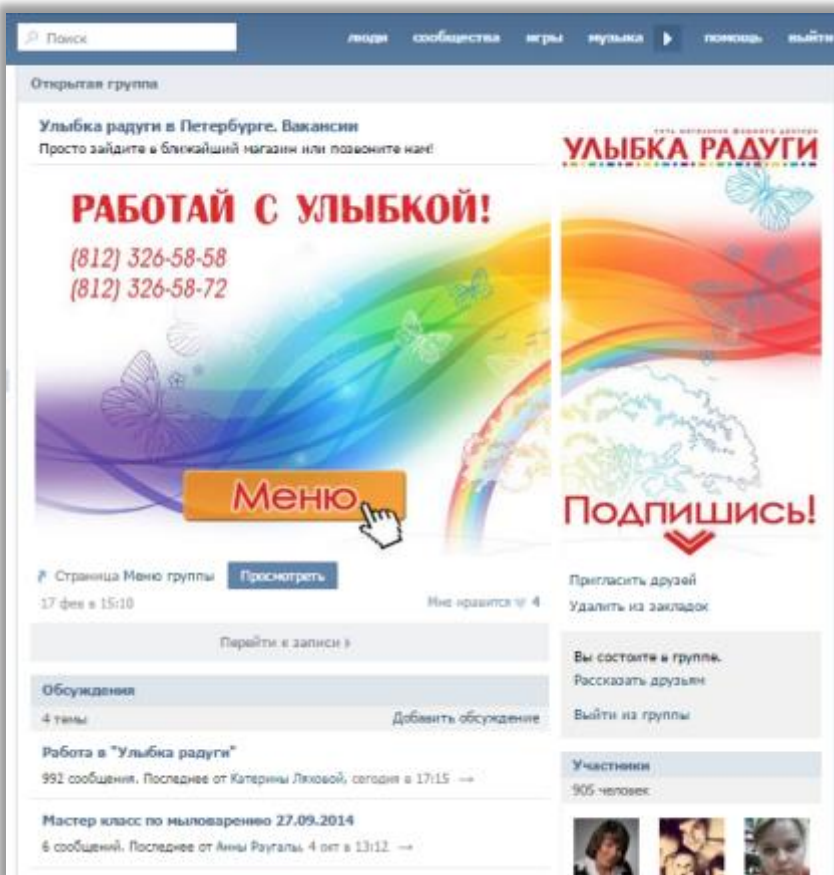 Поиск
люди сообщества игры музыка помощь выйти
Открытая группа
Улыбка радуги в Петербурге. Вакансии
Просто зайдите в ближайший магазин или позвоните нам!
РАБОТАЙ С УЛЫБКОЙ!
(812) 326-58-58
(812) 326-58-72
Меню
Страница Меню группы Просмотреть
17 фев в 15:10 Мне нравится 4
Перейти к записи
Обсуждения
4 темы Добавить обсуждение
Работа в "Улыбка радуги"
992 сообщения. Последнее от Катерины Ляховой, сегодня в 17:15 →
Мастер класс по мыловарению 27.09.2014
6 сообщений. Последнее от Анны Раугалы, 4 окт в 13:12 →
сеть магазинов формата дрогери
УЛЫБКА РАДУГИ
Подпишись!
Пригласить друзей
Удалить из закладок
Вы состоите в группе.
Рассказать друзьям
Выйти из группы
Участники
905 человек